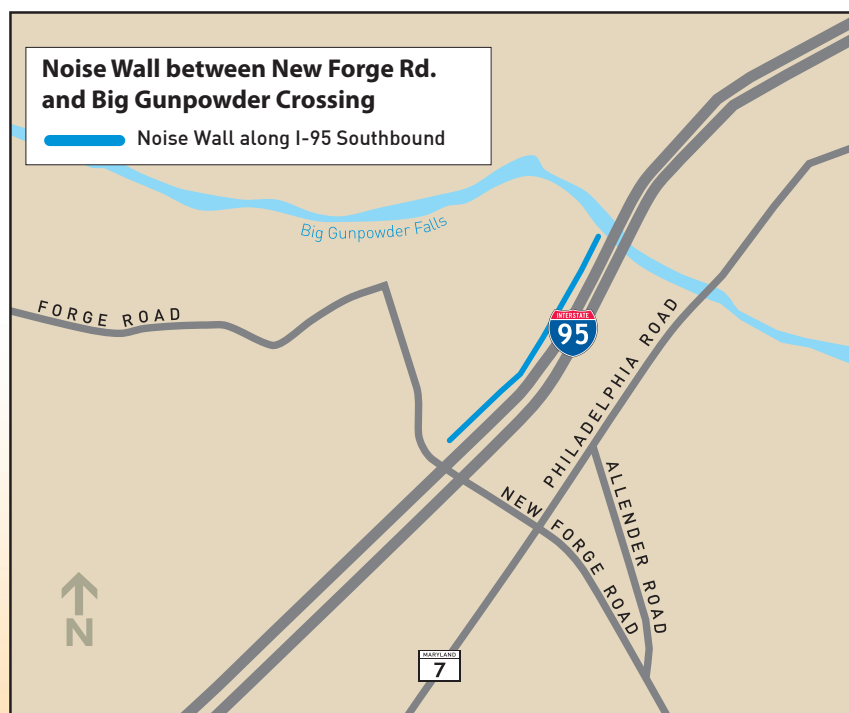 Noise Wall between New Forge Rd.
and Big Gunpowder Crossing
Noise Wall along I-95 Southbound
Big Gunpowder Falls
FORGE ROAD
INTERSTATE
95
PHILADELPHIA ROAD
ALLENDER ROAD
NEW FORGE ROAD
N
MARYLAND
7